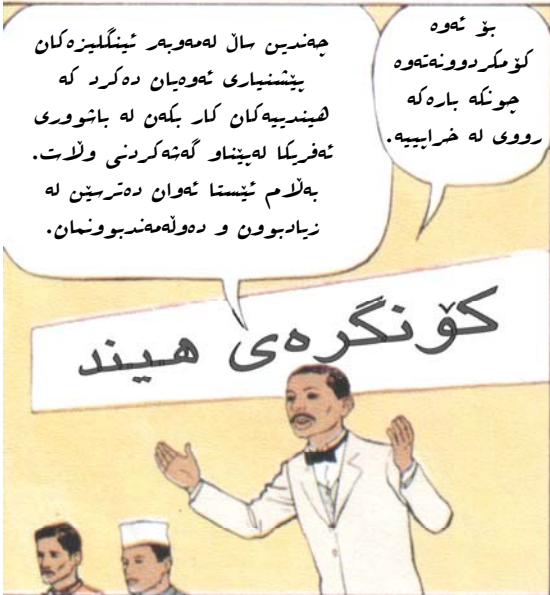 بۆ ئەوە
کۆمکردوونەتەوە
چونکە بارەکە
رووی لە خراپییە.
چەندین ساڵ لەمەوبەر ئینگلیزەکان
پێشنیاری ئەوەیان دەکرد کە
هیندییەکان کار بکەن لە باشووری
ئەفریکا لەپێناو گەشەکردنی وڵات.
بەڵام ئێستا ئەوان دەترسێن لە
زیادبوون و دەوڵەمەندبوونمان.
کۆنگرەی هیند